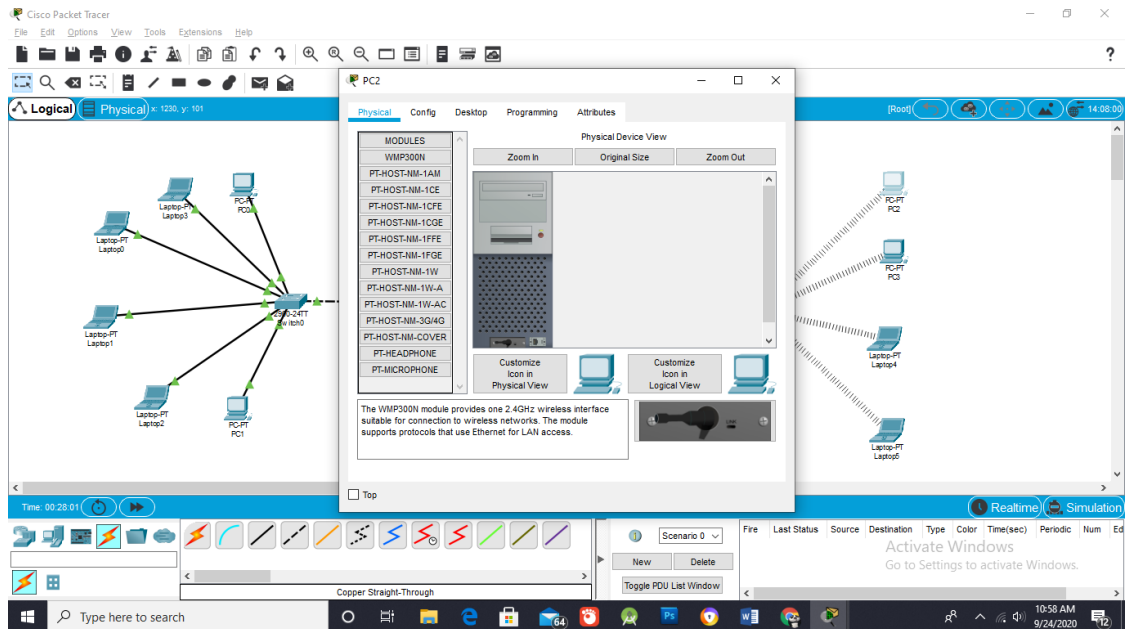 Cisco Packet Tracer
File Edit Options View Tools Extensions Help
?
Logical Physical x: 1230, y: 101
[Root] 14:08:00
PC2
Physical Config Desktop Programming Attributes
MODULES
WMP300N
PT-HOST-NM-1AM
PT-HOST-NM-1CE
PT-HOST-NM-1CFE
PT-HOST-NM-1CGE
PT-HOST-NM-1FFE
PT-HOST-NM-1FGE
PT-HOST-NM-1W
PT-HOST-NM-1W-A
PT-HOST-NM-1W-AC
PT-HOST-NM-3G/4G
PT-HOST-NM-COVER
PT-HEADPHONE
PT-MICROPHONE
Physical Device View
Zoom In Original Size Zoom Out
Customize
Icon in
Physical View
Customize
Icon in
Logical View
The WMP300N module provides one 2.4GHz wireless interface
suitable for connection to wireless networks. The module
supports protocols that use Ethernet for LAN access.
Top
Laptop-PT
Laptop3
PC-PT
PC0
Laptop-PT
Laptop0
2960-24TT
Switch0
Laptop-PT
Laptop1
Laptop-PT
Laptop2
PC-PT
PC1
PC-PT
PC2
PC-PT
PC3
Laptop-PT
Laptop4
Laptop-PT
Laptop5
Time: 00:28:01
Realtime Simulation
Scenario 0
New Delete
Toggle PDU List Window
Fire Last Status Source Destination Type Color Time(sec) Periodic Num Ed
Activate Windows
Go to Settings to activate Windows.
Copper Straight-Through
Type here to search
64
Ps
10:58 AM
9/24/2020
12